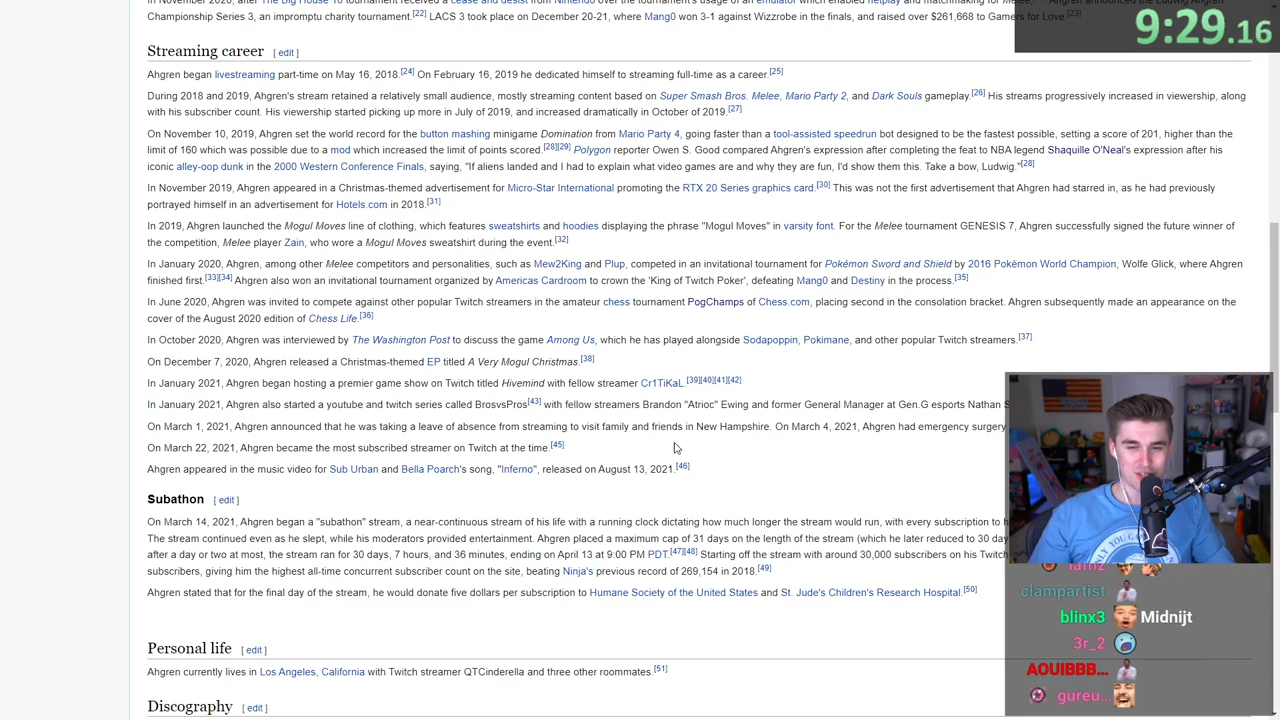 In November 2020, after The Big House 10 tournament received a cease and desist from Nintendo over the tournament's usage of an emulator which enabled netplay and matchmaking for Melee,
Championship Series 3, an impromptu charity tournament.[22] LACS 3 took place on December 20-21, where Mang0 won 3-1 against Wizzrobe in the finals, and raised over $261,668 to Gamers for Love.[23]
9:29.16
Streaming career [ edit ]
Ahgren began livestreaming part-time on May 16, 2018.[24] On February 16, 2019 he dedicated himself to streaming full-time as a career.[25]
During 2018 and 2019, Ahgren's stream retained a relatively small audience, mostly streaming content based on Super Smash Bros. Melee, Mario Party 2, and Dark Souls gameplay.[26] His streams progressively increased in viewership, along
with his subscriber count. His viewership started picking up more in July of 2019, and increased dramatically in October of 2019.[27]
On November 10, 2019, Ahgren set the world record for the button mashing minigame Domination from Mario Party 4, going faster than a tool-assisted speedrun bot designed to be the fastest possible, setting a score of 201, higher than the
limit of 160 which was possible due to a mod which increased the limit of points scored.[28][29] Polygon reporter Owen S. Good compared Ahgren's expression after completing the feat to NBA legend Shaquille O'Neal's expression after his
iconic alley-oop dunk in the 2000 Western Conference Finals, saying, "If aliens landed and I had to explain what video games are and why they are fun, I'd show them this. Take a bow, Ludwig."[28]
In November 2019, Ahgren appeared in a Christmas-themed advertisement for Micro-Star International promoting the RTX 20 Series graphics card.[30] This was not the first advertisement that Ahgren had starred in, as he had previously
portrayed himself in an advertisement for Hotels.com in 2018.[31]
In 2019, Ahgren launched the Mogul Moves line of clothing, which features sweatshirts and hoodies displaying the phrase "Mogul Moves" in varsity font. For the Melee tournament GENESIS 7, Ahgren successfully signed the future winner of
the competition, Melee player Zain, who wore a Mogul Moves sweatshirt during the event.[32]
In January 2020, Ahgren, among other Melee competitors and personalities, such as Mew2King and Plup, competed in an invitational tournament for Pokémon Sword and Shield by 2016 Pokémon World Champion, Wolfe Glick, where Ahgren
finished first.[33][34] Ahgren also won an invitational tournament organized by Americas Cardroom to crown the 'King of Twitch Poker', defeating Mang0 and Destiny in the process.[35]
In June 2020, Ahgren was invited to compete against other popular Twitch streamers in the amateur chess tournament PogChamps of Chess.com, placing second in the consolation bracket. Ahgren subsequently made an appearance on the
cover of the August 2020 edition of Chess Life.[36]
In October 2020, Ahgren was interviewed by The Washington Post to discuss the game Among Us, which he has played alongside Sodapoppin, Pokimane, and other popular Twitch streamers.[37]
On December 7, 2020, Ahgren released a Christmas-themed EP titled A Very Mogul Christmas.[38]
In January 2021, Ahgren began hosting a premier game show on Twitch titled Hivemind with fellow streamer Cr1TiKaL.[39][40][41][42]
In January 2021, Ahgren also started a youtube and twitch series called BrosvsPros[43] with fellow streamers Brandon "Atrioc" Ewing and former General Manager at Gen.G esports Nathan S
On March 1, 2021, Ahgren announced that he was taking a leave of absence from streaming to visit family and friends in New Hampshire. On March 4, 2021, Ahgren had emergency surgery
On March 22, 2021, Ahgren became the most subscribed streamer on Twitch at the time.[45]
Ahgren appeared in the music video for Sub Urban and Bella Poarch's song, "Inferno", released on August 13, 2021.[46]
Subathon [ edit ]
On March 14, 2021, Ahgren began a "subathon" stream, a near-continuous stream of his life with a running clock dictating how much longer the stream would run, with every subscription to h
The stream continued even as he slept, while his moderators provided entertainment. Ahgren placed a maximum cap of 31 days on the length of the stream (which he later reduced to 30 day
after a day or two at most, the stream ran for 30 days, 7 hours, and 36 minutes, ending on April 13 at 9:00 PM PDT.[47][48] Starting off the stream with around 30,000 subscribers on his Twitch
subscribers, giving him the highest all-time concurrent subscriber count on the site, beating Ninja's previous record of 269,154 in 2018.[49]
Ahgren stated that for the final day of the stream, he would donate five dollars per subscription to Humane Society of the United States and St. Jude's Children's Research Hospital.[50]
clampartist
blinx3 Midnijt
3r_2
AOUIBBB...
gureu...
Personal life [ edit ]
Ahgren currently lives in Los Angeles, California with Twitch streamer QTCinderella and three other roommates.[51]
Discography [ edit ]